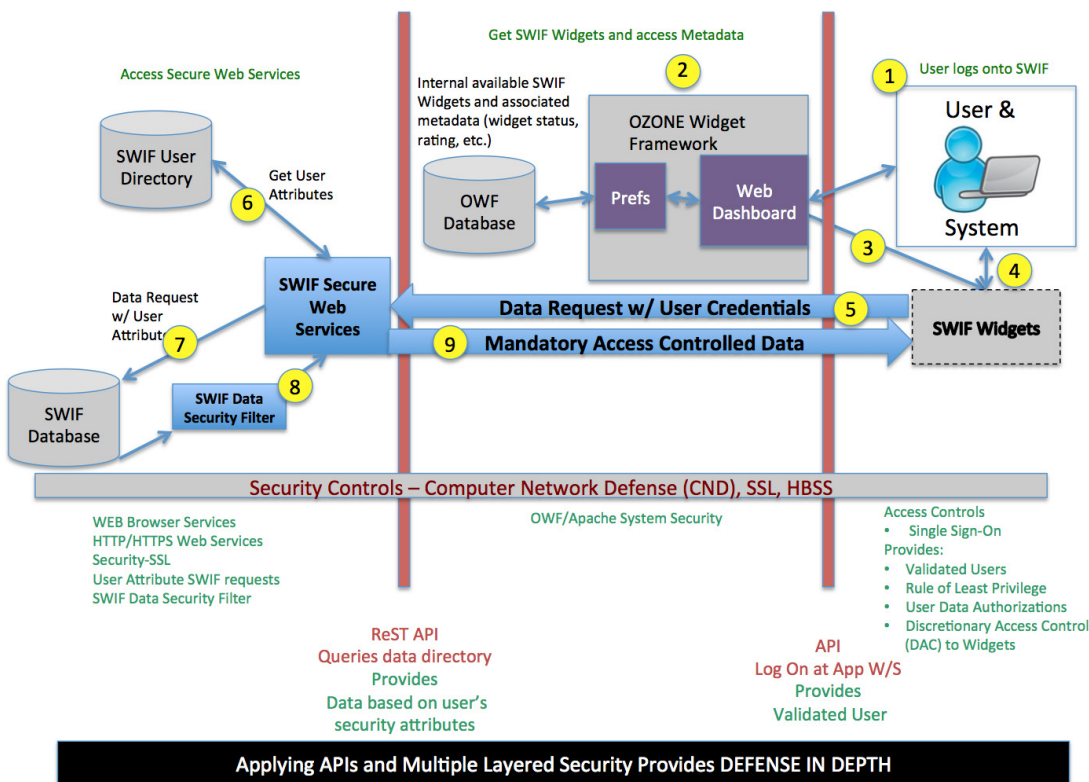 Get SWIF Widgets and access Metadata
Access Secure Web Services
2
1
User logs onto SWIF
Internal available SWIF
Widgets and associated
metadata (widget status,
rating, etc.)
OZONE Widget
Framework
User &
System
SWIF User
Directory
6
Get User
Attributes
OWF
Database
Prefs
Web
Dashboard
3
4
SWIF Secure
Web
Services
Data Request w/ User Credentials
5
9
Mandatory Access Controlled Data
SWIF Widgets
Data Request
w/ User
Attribut
7
8
SWIF Data
Security Filter
SWIF
Database
Security Controls – Computer Network Defense (CND), SSL, HBSS
WEB Browser Services
HTTP/HTTPS Web Services
Security-SSL
User Attribute SWIF requests
SWIF Data Security Filter
OWF/Apache System Security
Access Controls
• Single Sign-On
Provides:
• Validated Users
• Rule of Least Privilege
• User Data Authorizations
• Discretionary Access Control
(DAC) to Widgets
ReST API
Queries data directory
Provides
Data based on user's
security attributes
API
Log On at App W/S
Provides
Validated User
Applying APIs and Multiple Layered Security Provides DEFENSE IN DEPTH